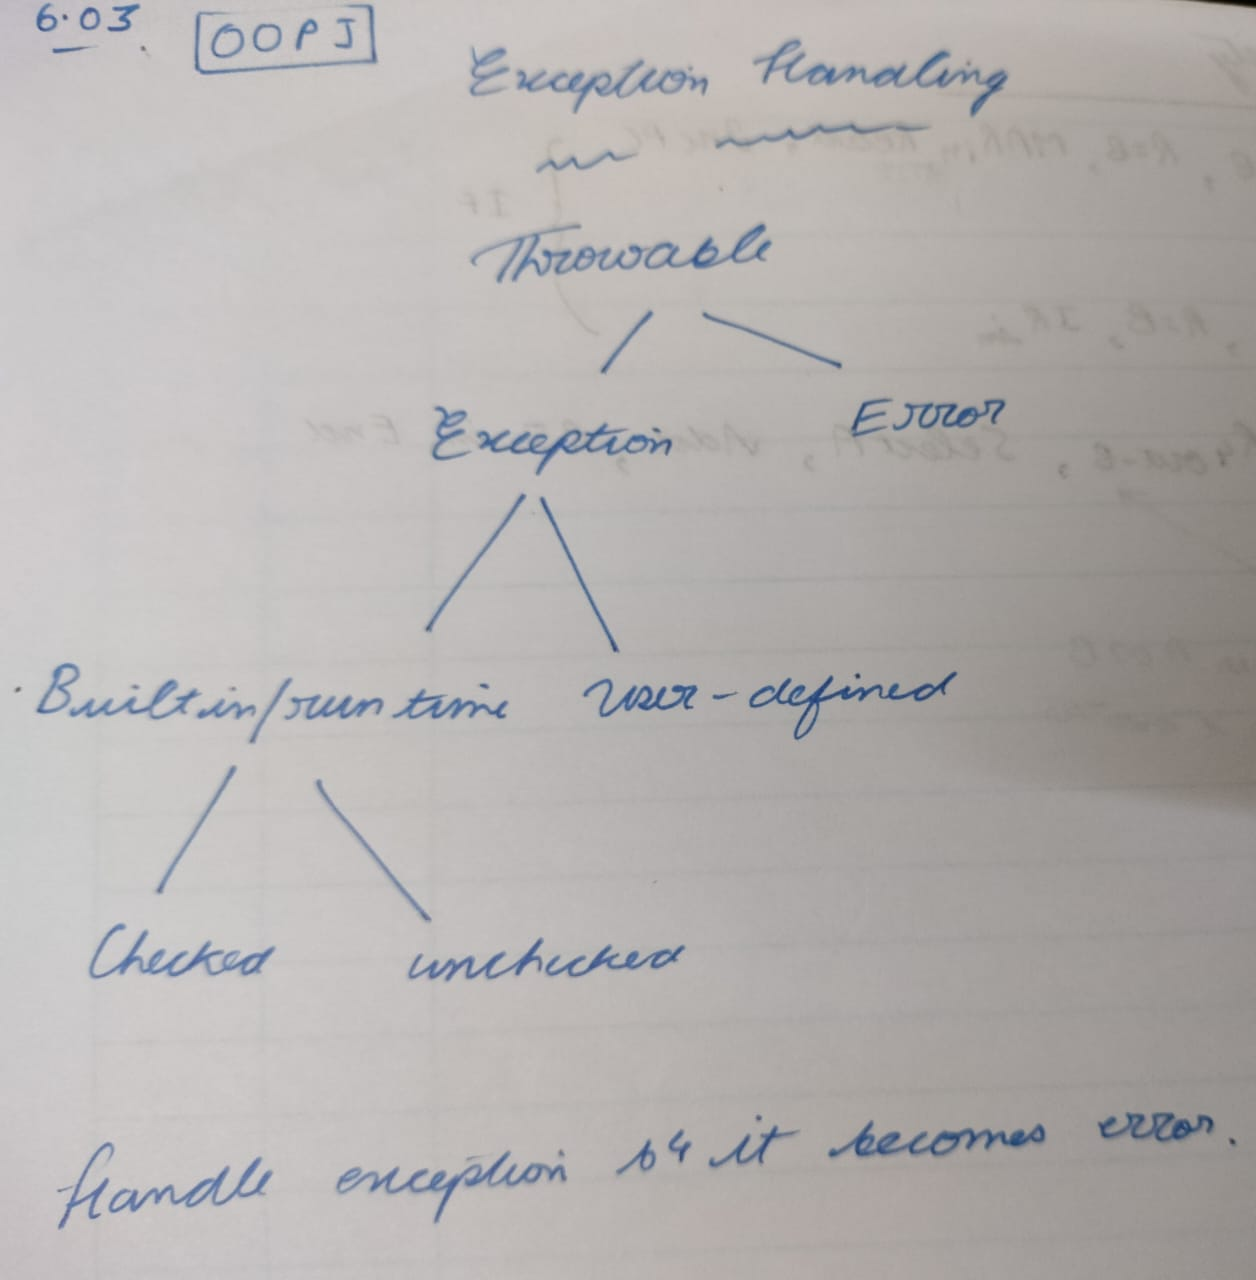 6.03. OOPJ
Exception Handling
Throwable
Exception Error
Builtin/run time User-defined
Checked unchecked
Handle exception b4 it becomes error.